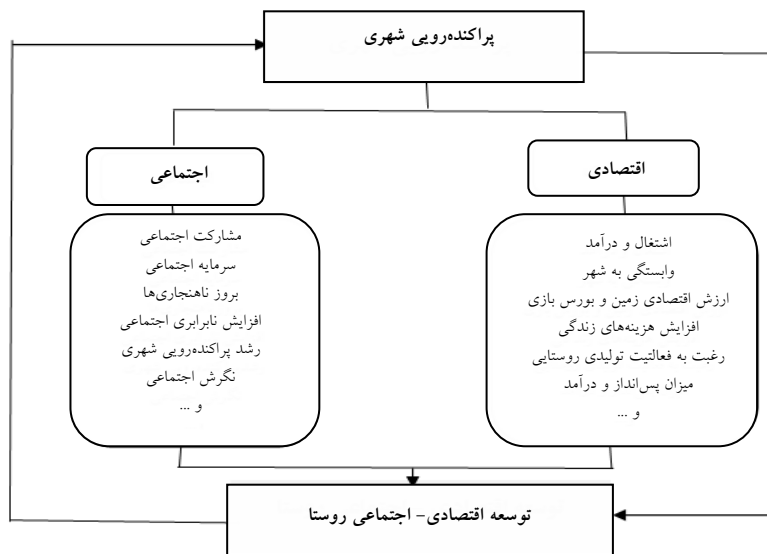 پراکنده‌رویی شهری
اقتصادی
اشتغال و درآمد
وابستگی به شهر
ارزش اقتصادی زمین و بورس بازی
افزایش هزینه‌های زندگی
رغبت به فعالتیت تولیدی روستایی
میزان پس‌انداز و درآمد
و ...
اجتماعی
مشارکت اجتماعی
سرمایه اجتماعی
بروز ناهنجاری‌ها
افزایش نابرابری اجتماعی
رشد پراکنده‌رویی شهری
نگرش اجتماعی
و ...
توسعه اقتصادی- اجتماعی روستا